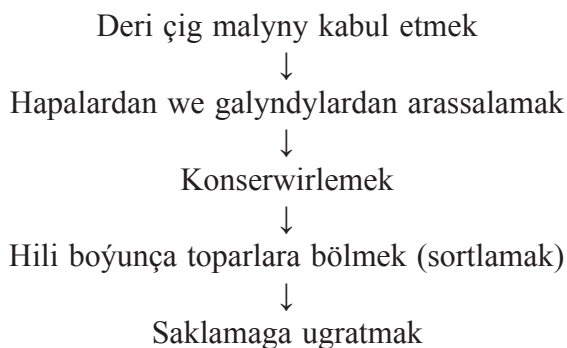 Deri çig malyny kabul etmek
↓
Hapalardan we galyndylardan arassalamak
↓
Konserwirlemek
↓
Hili boýunça toparlara bölmek (sortlamak)
↓
Saklamaga ugratmak